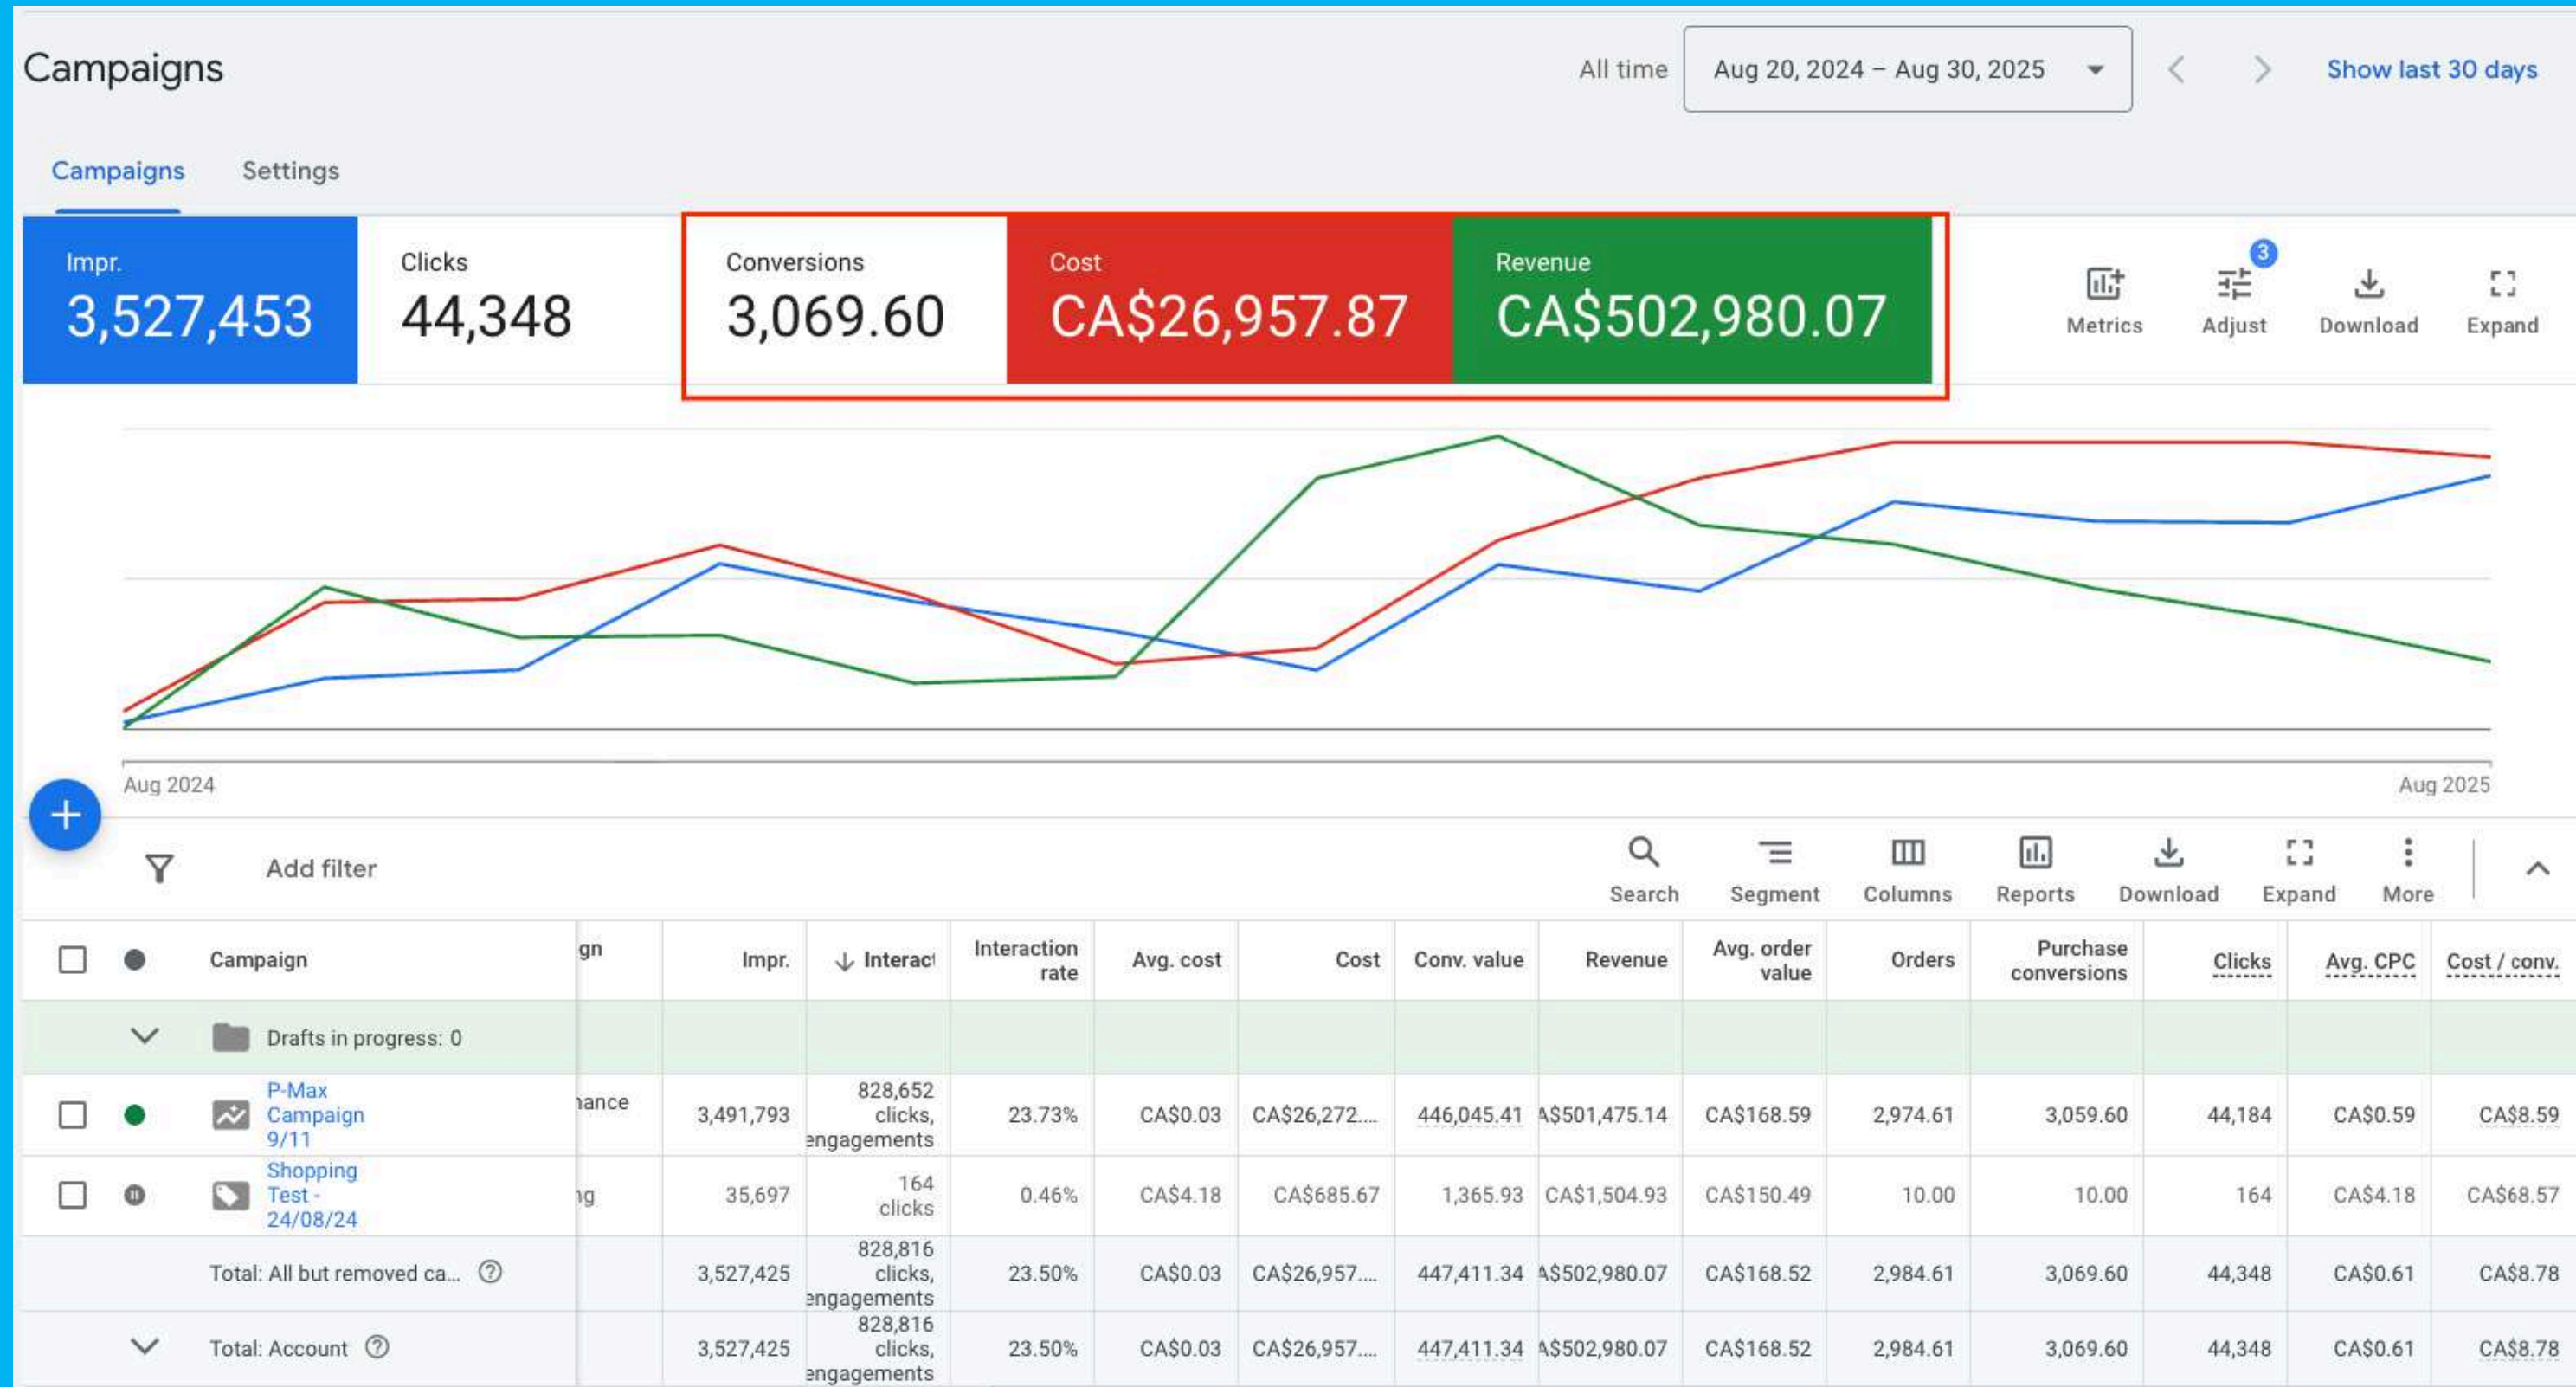 Campaigns
All time Aug 20, 2024 – Aug 30, 2025 Show last 30 days
Campaigns Settings
Impr. Clicks Conversions Cost Revenue
3,527,453 44,348 3,069.60 CA$26,957.87 CA$502,980.07
3
Metrics Adjust Download Expand
Aug 2024 Aug 2025
Add filter
Search Segment Columns Reports Download Expand More
Campaign gn Impr. Interact Interaction rate Avg. cost Cost Conv. value Revenue Avg. order value Orders Purchase conversions Clicks Avg. CPC Cost / conv.
Drafts in progress: 0
P-Max
Campaign
9/11
nance 3,491,793 828,652 clicks, engagements 23.73% CA$0.03 CA$26,272.... 446,045.41 A$501,475.14 CA$168.59 2,974.61 3,059.60 44,184 CA$0.59 CA$8.59
Shopping
Test -
24/08/24
ng 35,697 164 clicks 0.46% CA$4.18 CA$685.67 1,365.93 CA$1,504.93 CA$150.49 10.00 10.00 164 CA$4.18 CA$68.57
Total: All but removed ca... 3,527,425 828,816 clicks, engagements 23.50% CA$0.03 CA$26,957.... 447,411.34 A$502,980.07 CA$168.52 2,984.61 3,069.60 44,348 CA$0.61 CA$8.78
Total: Account 3,527,425 828,816 clicks, engagements 23.50% CA$0.03 CA$26,957.... 447,411.34 A$502,980.07 CA$168.52 2,984.61 3,069.60 44,348 CA$0.61 CA$8.78